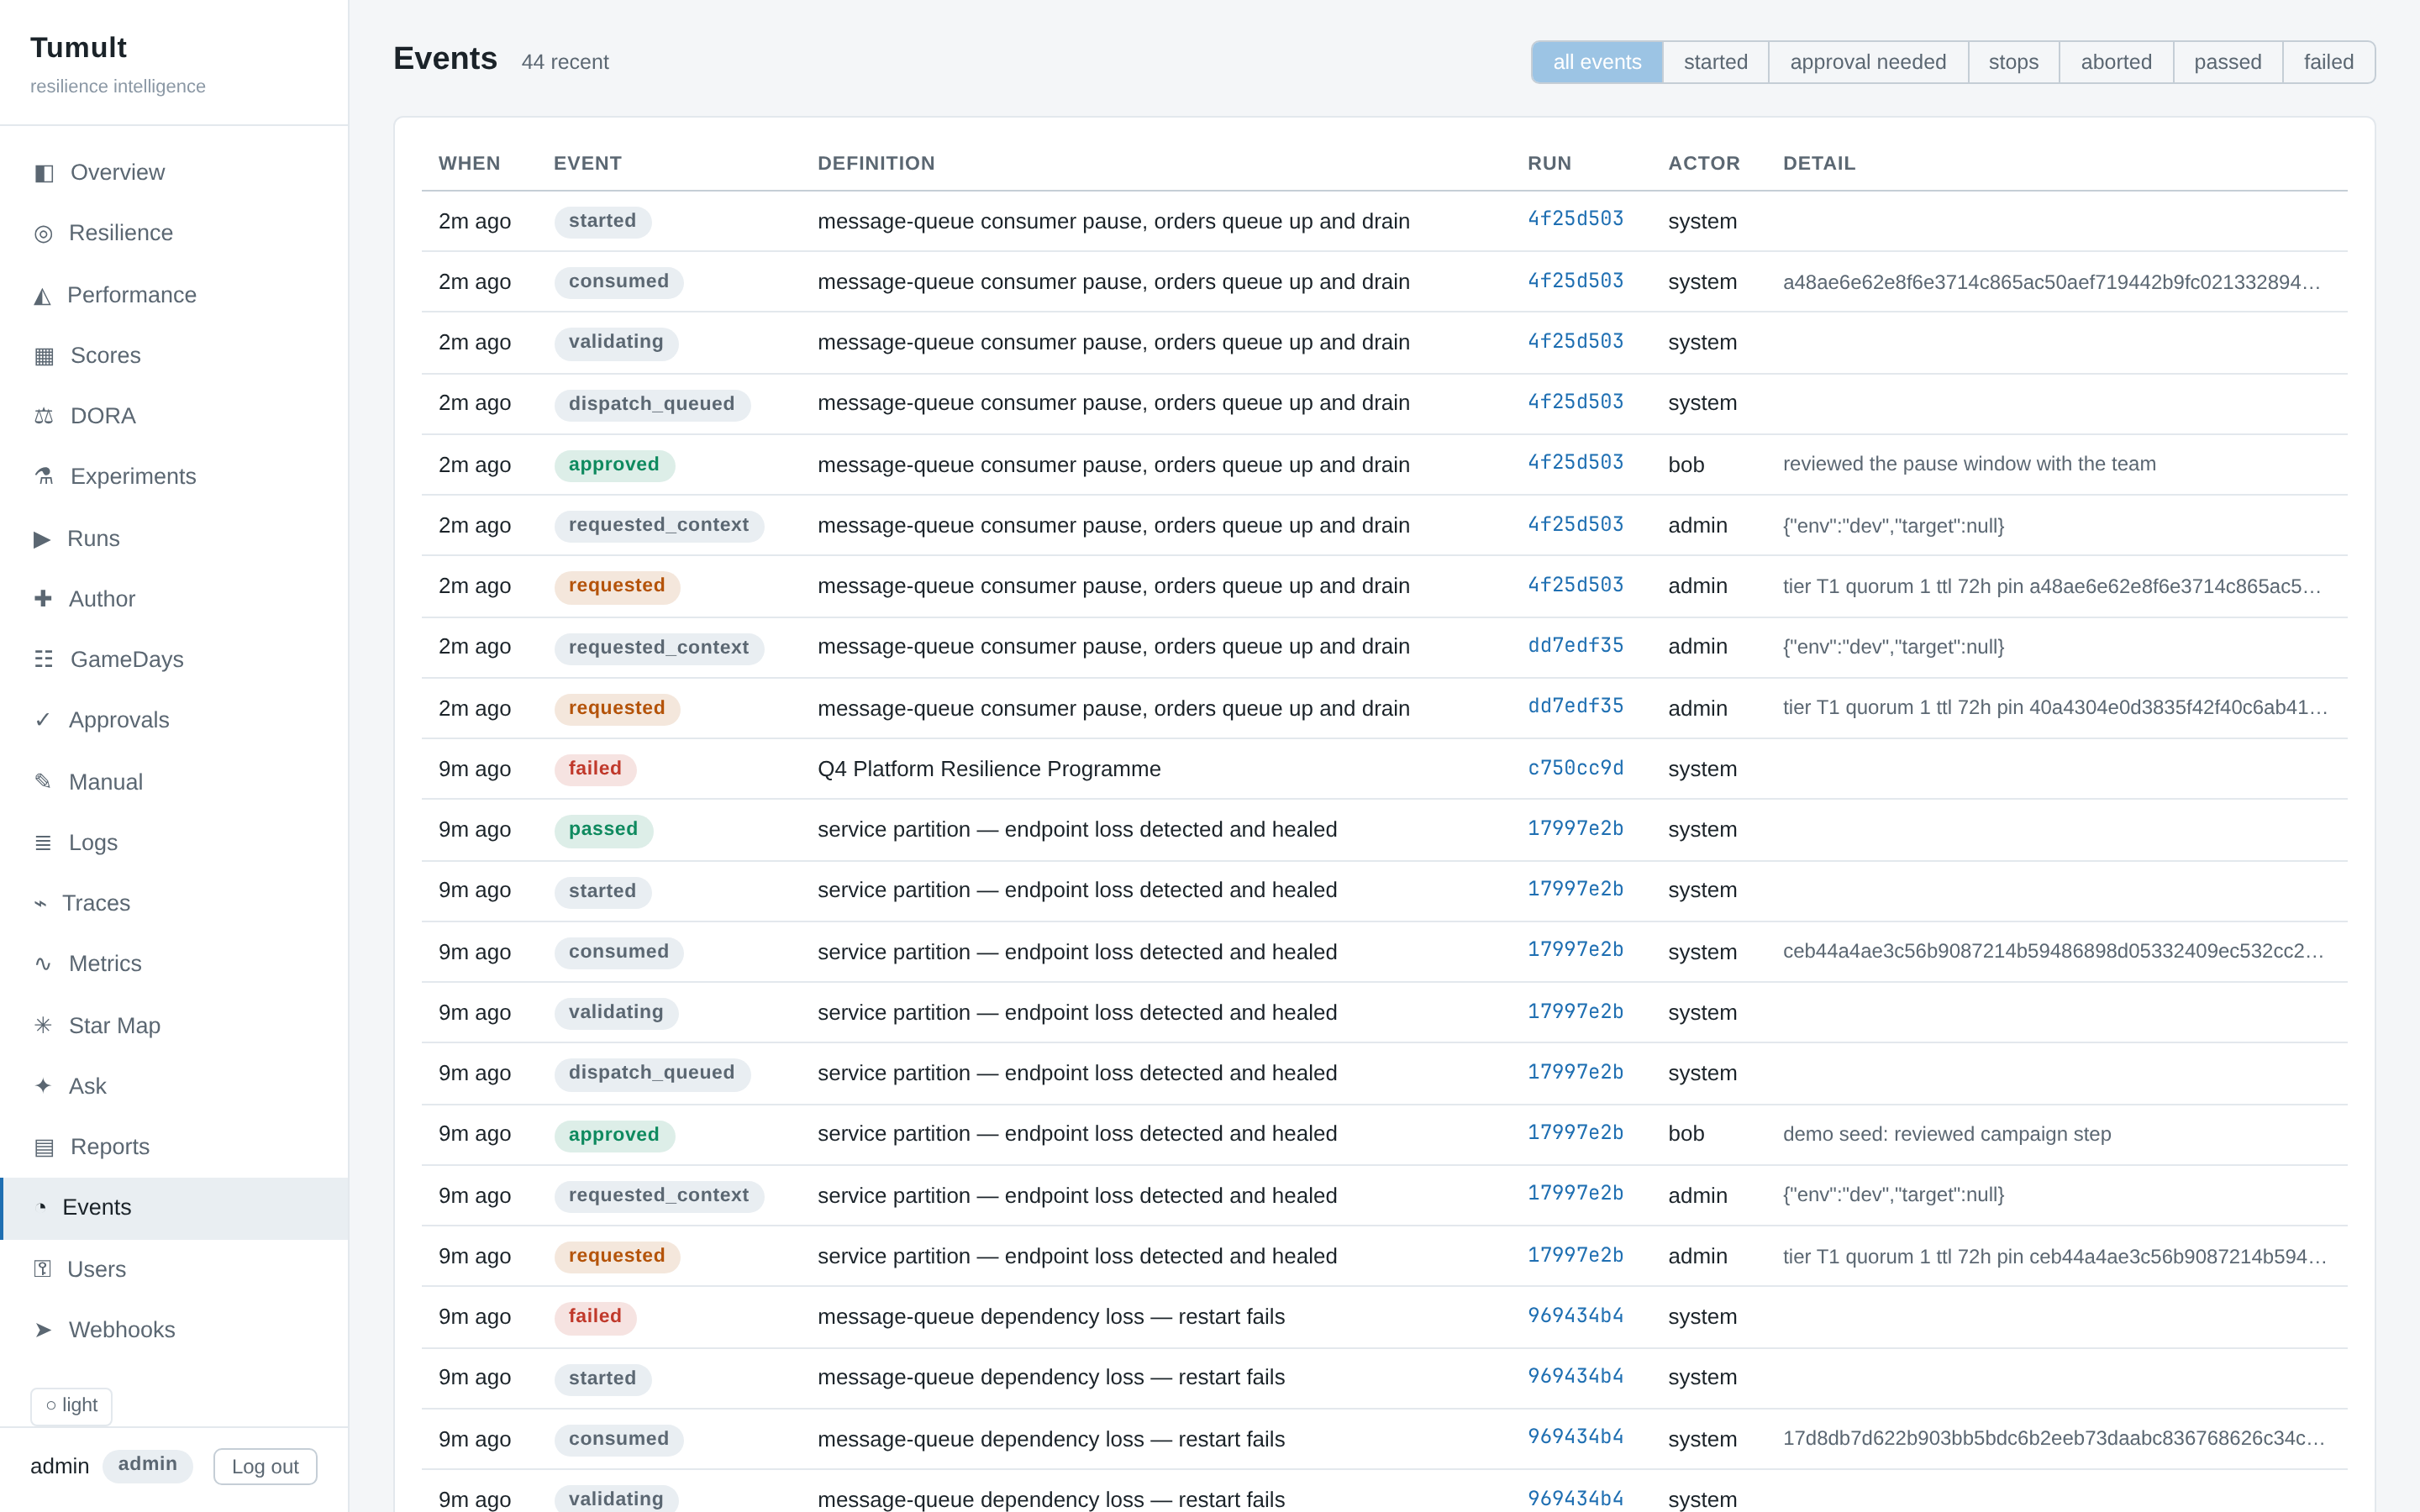 Tumult
resilience intelligence
Overview
Resilience
Performance
Scores
DORA
Experiments
Runs
Author
GameDays
Approvals
Manual
Logs
Traces
Metrics
Star Map
Ask
Reports
Events
Users
Webhooks
○ light
admin admin Log out
Events 44 recent
all events started approval needed stops aborted passed failed
WHEN EVENT DEFINITION RUN ACTOR DETAIL
2m ago started message-queue consumer pause, orders queue up and drain 4f25d503 system
2m ago consumed message-queue consumer pause, orders queue up and drain 4f25d503 system a48ae6e62e8f6e3714c865ac50aef719442b9fc021332894…
2m ago validating message-queue consumer pause, orders queue up and drain 4f25d503 system
2m ago dispatch_queued message-queue consumer pause, orders queue up and drain 4f25d503 system
2m ago approved message-queue consumer pause, orders queue up and drain 4f25d503 bob reviewed the pause window with the team
2m ago requested_context message-queue consumer pause, orders queue up and drain 4f25d503 admin {"env":"dev","target":null}
2m ago requested message-queue consumer pause, orders queue up and drain 4f25d503 admin tier T1 quorum 1 ttl 72h pin a48ae6e62e8f6e3714c865ac5…
2m ago requested_context message-queue consumer pause, orders queue up and drain dd7edf35 admin {"env":"dev","target":null}
2m ago requested message-queue consumer pause, orders queue up and drain dd7edf35 admin tier T1 quorum 1 ttl 72h pin 40a4304e0d3835f42f40c6ab41…
9m ago failed Q4 Platform Resilience Programme c750cc9d system
9m ago passed service partition — endpoint loss detected and healed 17997e2b system
9m ago started service partition — endpoint loss detected and healed 17997e2b system
9m ago consumed service partition — endpoint loss detected and healed 17997e2b system ceb44a4ae3c56b9087214b59486898d05332409ec532cc2…
9m ago validating service partition — endpoint loss detected and healed 17997e2b system
9m ago dispatch_queued service partition — endpoint loss detected and healed 17997e2b system
9m ago approved service partition — endpoint loss detected and healed 17997e2b bob demo seed: reviewed campaign step
9m ago requested_context service partition — endpoint loss detected and healed 17997e2b admin {"env":"dev","target":null}
9m ago requested service partition — endpoint loss detected and healed 17997e2b admin tier T1 quorum 1 ttl 72h pin ceb44a4ae3c56b9087214b594…
9m ago failed message-queue dependency loss — restart fails 969434b4 system
9m ago started message-queue dependency loss — restart fails 969434b4 system
9m ago consumed message-queue dependency loss — restart fails 969434b4 system 17d8db7d622b903bb5bdc6b2eeb73daabc836768626c34c…
9m ago validating message-queue dependency loss — restart fails 969434b4 system